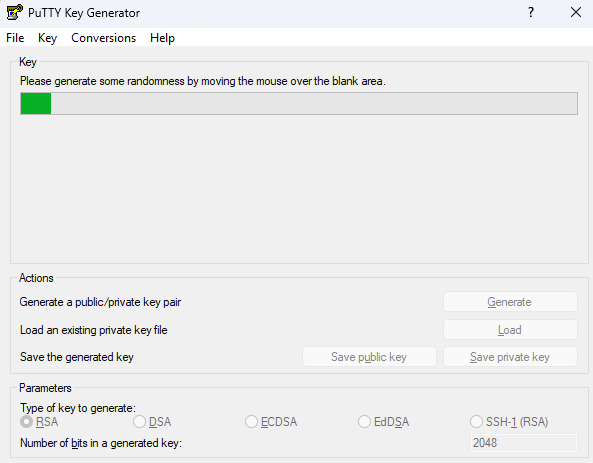 PuTTY Key Generator ?
File Key Conversions Help
Key
Please generate some randomness by moving the mouse over the blank area.
Actions
Generate a public/private key pair Generate
Load an existing private key file Load
Save the generated key Save public key Save private key
Parameters
Type of key to generate:
RSA DSA ECDSA EdDSA SSH-1 (RSA)
Number of bits in a generated key: 2048